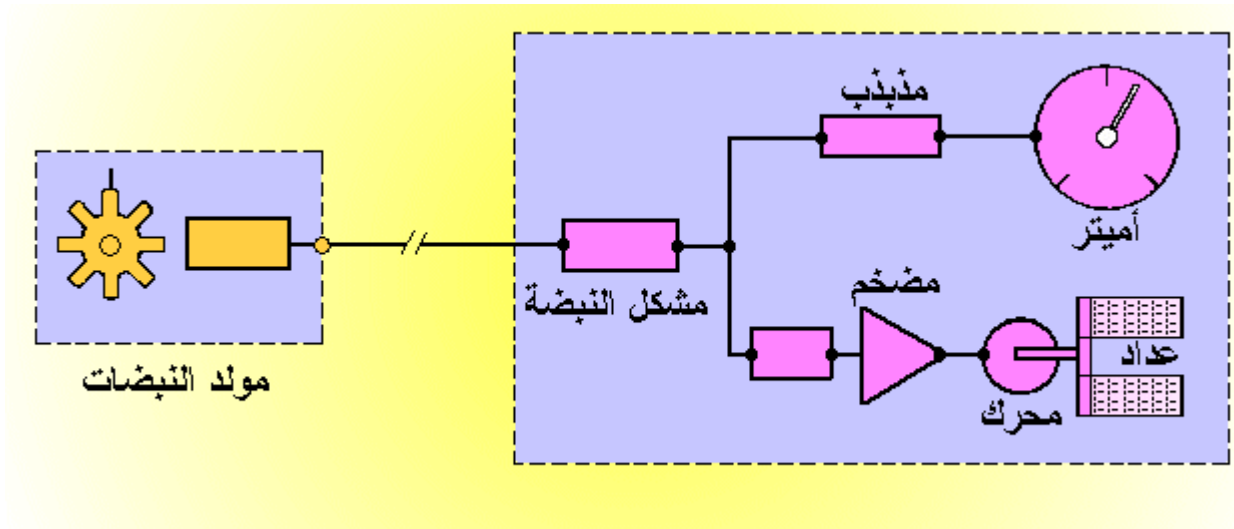 مذبذب
أميتر
مشكل النبضة
مضخم
عداد
محرك
مولد النبضات